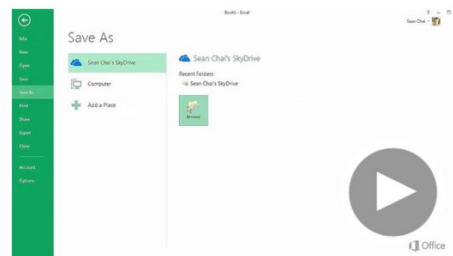 Book1 - Excel
Sean Chai
Info
New
Open
Save
Save As
Print
Share
Export
Close
Account
Options
Save As
Sean Chai's SkyDrive
Computer
Add a Place
Sean Chai's SkyDrive
Recent Folders
Sean Chai's SkyDrive
Browse
Office